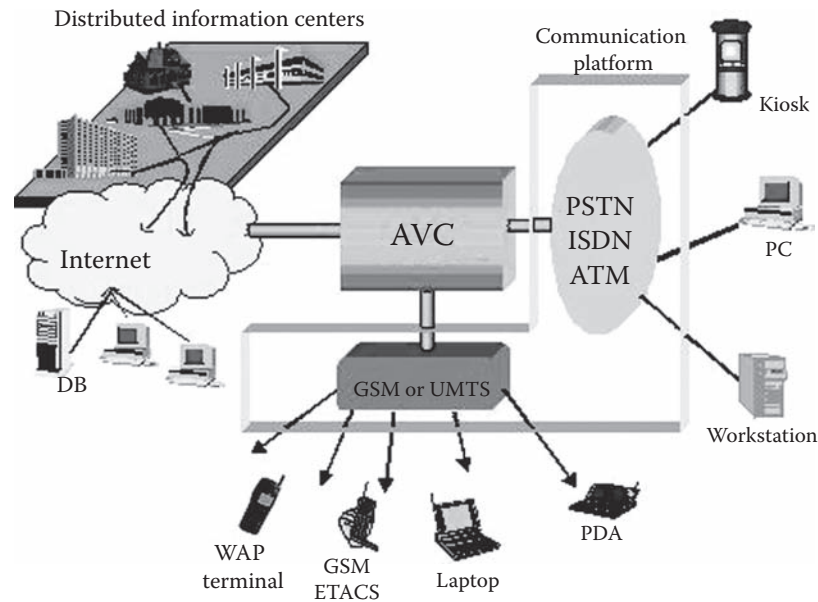 Distributed information centers
Communication
platform
Kiosk
AVC
PSTN
ISDN
ATM
Internet
PC
DB
GSM or UMTS
Workstation
WAP
terminal
GSM
ETACS
Laptop
PDA